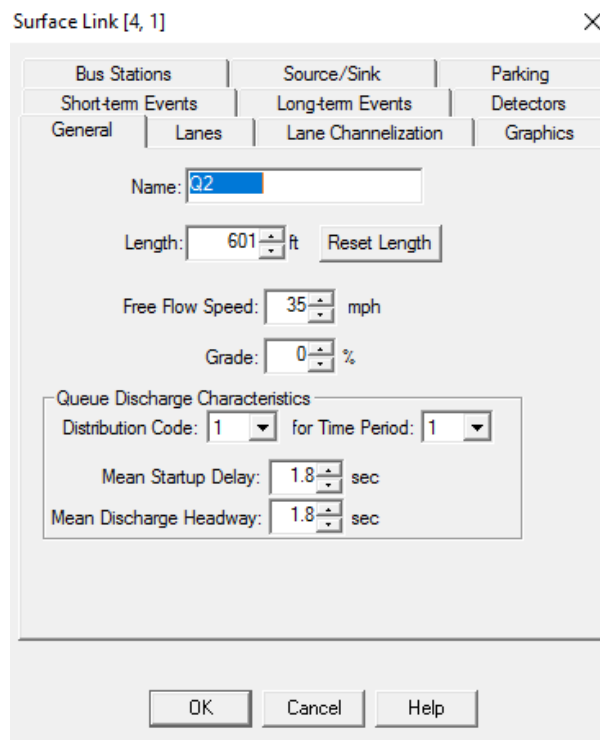 Surface Link [4, 1]
Bus Stations Source/Sink Parking
Short-term Events Long-term Events Detectors
General Lanes Lane Channelization Graphics
Name: Q2
Length: 601 ft Reset Length
Free Flow Speed: 35 mph
Grade: 0 %
Queue Discharge Characteristics
Distribution Code: 1 for Time Period: 1
Mean Startup Delay: 1.8 sec
Mean Discharge Headway: 1.8 sec
OK Cancel Help